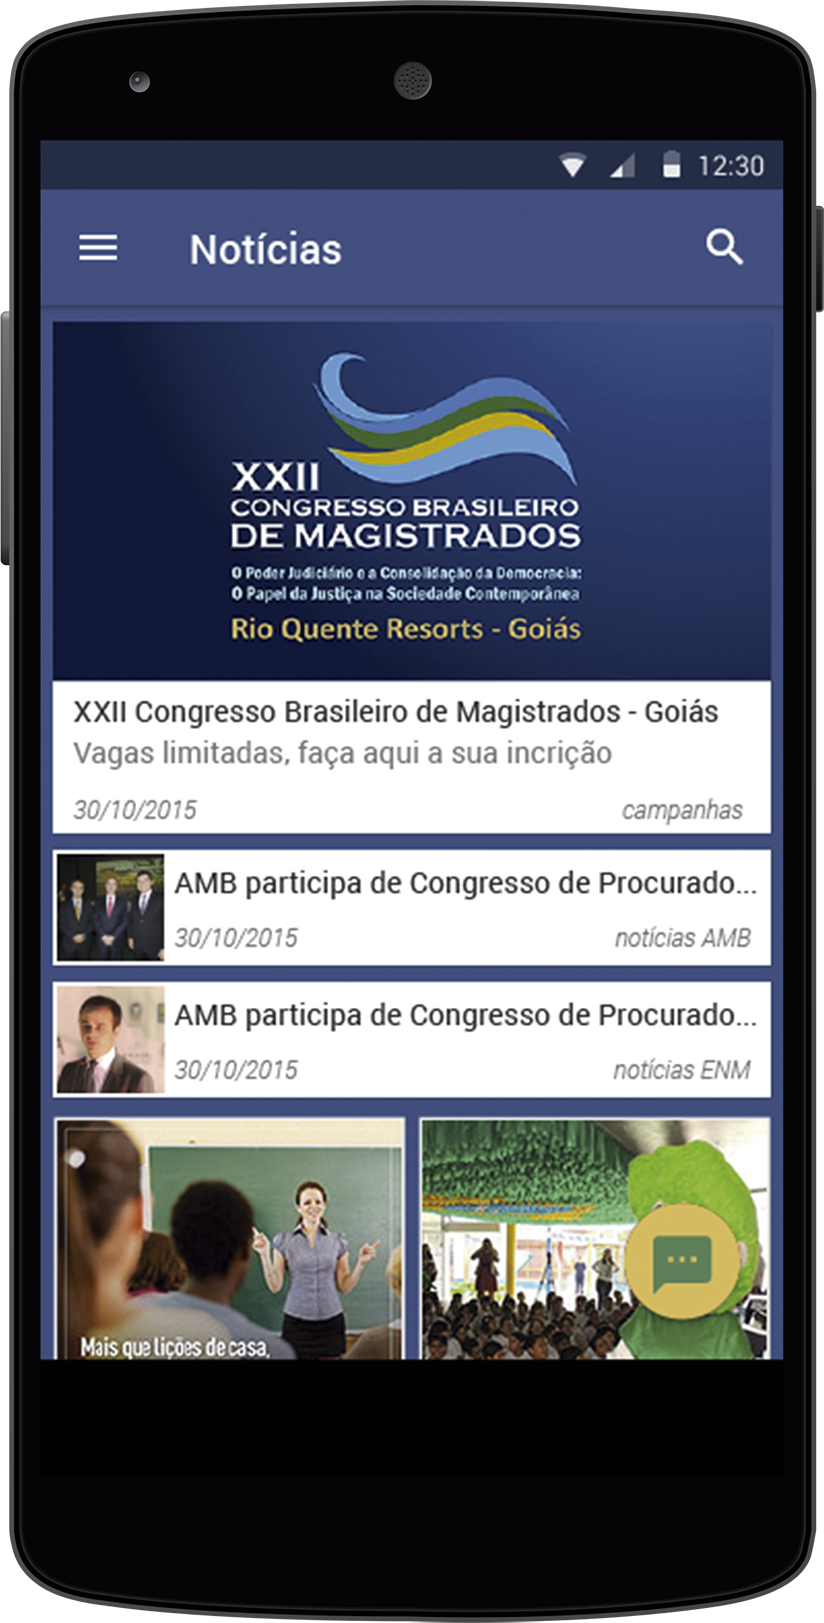 12:30
Notícias
XXII
CONGRESSO BRASILEIRO
DE MAGISTRADOS
O Poder Judiciário e a Consolidação da Democracia:
O Papel da Justiça na Sociedade Contemporânea
Rio Quente Resorts - Goiás
XXII Congresso Brasileiro de Magistrados - Goiás
Vagas limitadas, faça aqui a sua incrição
30/10/2015 campanhas
AMB participa de Congresso de Procurado...
30/10/2015 notícias AMB
AMB participa de Congresso de Procurado...
30/10/2015 notícias ENM
Mais que lições de casa,